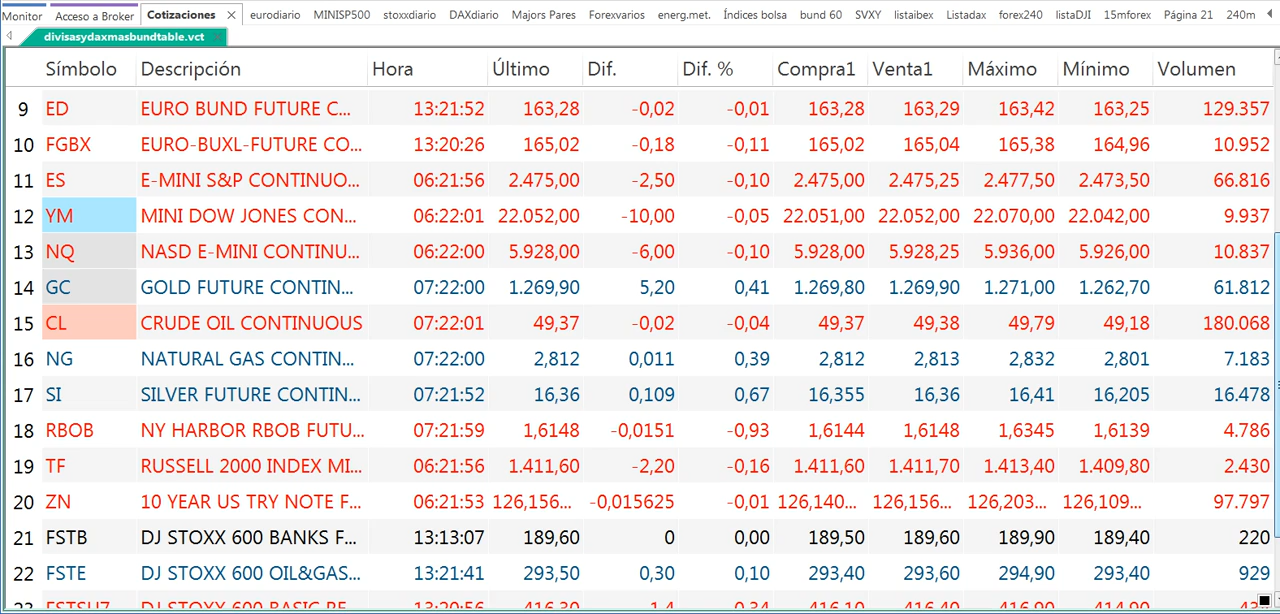 Monitor Acceso a Broker Cotizaciones eurodiario MINISP500 stoxxdiario DAXdiario Majors Pares Forexvarios energ.met. Índices bolsa bund 60 SVXY listaibex Listadax forex240 listaDJI 15mforex Página 21 240m
divisasydaxmasbundtable.vct
Símbolo Descripción Hora Último Dif. Dif. % Compra1 Venta1 Máximo Mínimo Volumen
9 ED EURO BUND FUTURE C... 13:21:52 163,28 -0,02 -0,01 163,28 163,29 163,42 163,25 129.357
10 FGBX EURO-BUXL-FUTURE CO... 13:20:26 165,02 -0,18 -0,11 165,02 165,04 165,38 164,96 10.952
11 ES E-MINI S&P CONTINUO... 06:21:56 2.475,00 -2,50 -0,10 2.475,00 2.475,25 2.477,50 2.473,50 66.816
12 YM MINI DOW JONES CON... 06:22:01 22.052,00 -10,00 -0,05 22.051,00 22.052,00 22.070,00 22.042,00 9.937
13 NQ NASD E-MINI CONTINU... 06:22:00 5.928,00 -6,00 -0,10 5.928,00 5.928,25 5.936,00 5.926,00 10.837
14 GC GOLD FUTURE CONTIN... 07:22:00 1.269,90 5,20 0,41 1.269,80 1.269,90 1.271,00 1.262,70 61.812
15 CL CRUDE OIL CONTINUOUS 07:22:01 49,37 -0,02 -0,04 49,37 49,38 49,79 49,18 180.068
16 NG NATURAL GAS CONTIN... 07:22:00 2,812 0,011 0,39 2,812 2,813 2,832 2,801 7.183
17 SI SILVER FUTURE CONTIN... 07:21:52 16,36 0,109 0,67 16,355 16,36 16,41 16,205 16.478
18 RBOB NY HARBOR RBOB FUTU... 07:21:59 1,6148 -0,0151 -0,93 1,6144 1,6148 1,6345 1,6139 4.786
19 TF RUSSELL 2000 INDEX MI... 06:21:56 1.411,60 -2,20 -0,16 1.411,60 1.411,70 1.413,40 1.409,80 2.430
20 ZN 10 YEAR US TRY NOTE F... 06:21:53 126,156... -0,015625 -0,01 126,140... 126,156... 126,203... 126,109... 97.797
21 FSTB DJ STOXX 600 BANKS F... 13:13:07 189,60 0 0,00 189,50 189,60 189,90 189,40 220
22 FSTE DJ STOXX 600 OIL&GAS... 13:21:41 293,50 0,30 0,10 293,40 293,60 294,90 293,40 929